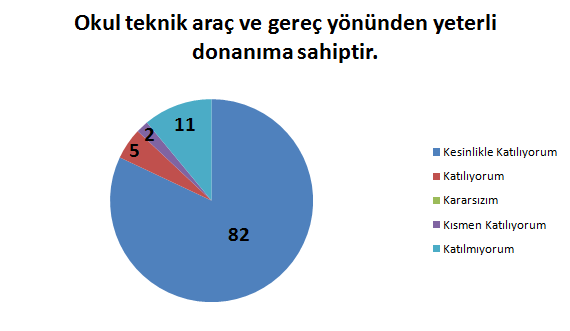 Okul teknik araç ve gereç yönünden yeterli
donanıma sahiptir.
11
2
5
82
Kesinlikle Katılıyorum
Katılıyorum
Kararsızım
Kısmen Katılıyorum
Katılmıyorum